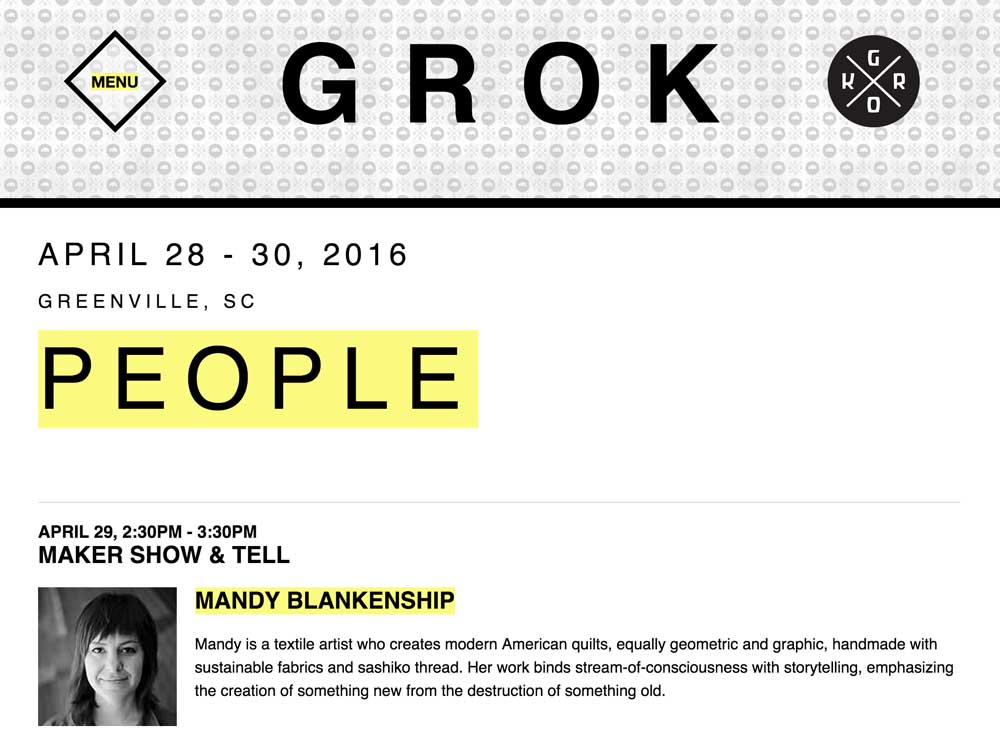 MENU
GROK
G
K R
O
APRIL 28 - 30, 2016
GREENVILLE, SC
PEOPLE
APRIL 29, 2:30PM - 3:30PM
MAKER SHOW & TELL
MANDY BLANKENSHIP
Mandy is a textile artist who creates modern American quilts, equally geometric and graphic, handmade with
sustainable fabrics and sashiko thread. Her work binds stream-of-consciousness with storytelling, emphasizing
the creation of something new from the destruction of something old.